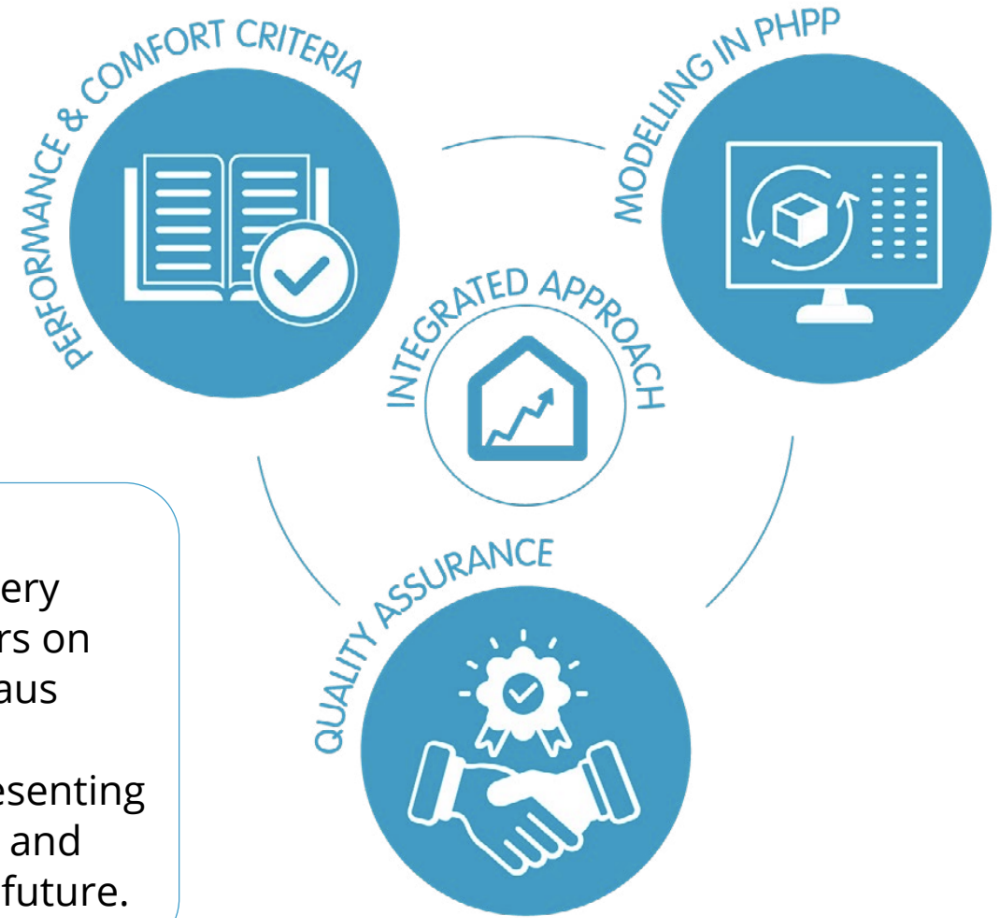 PERFORMANCE & COMFORT CRITERIA
MODELLING IN PHPP
INTEGRATED APPROACH
QUALITY ASSURANCE
ery
rs on
aus
esenting
and
future.